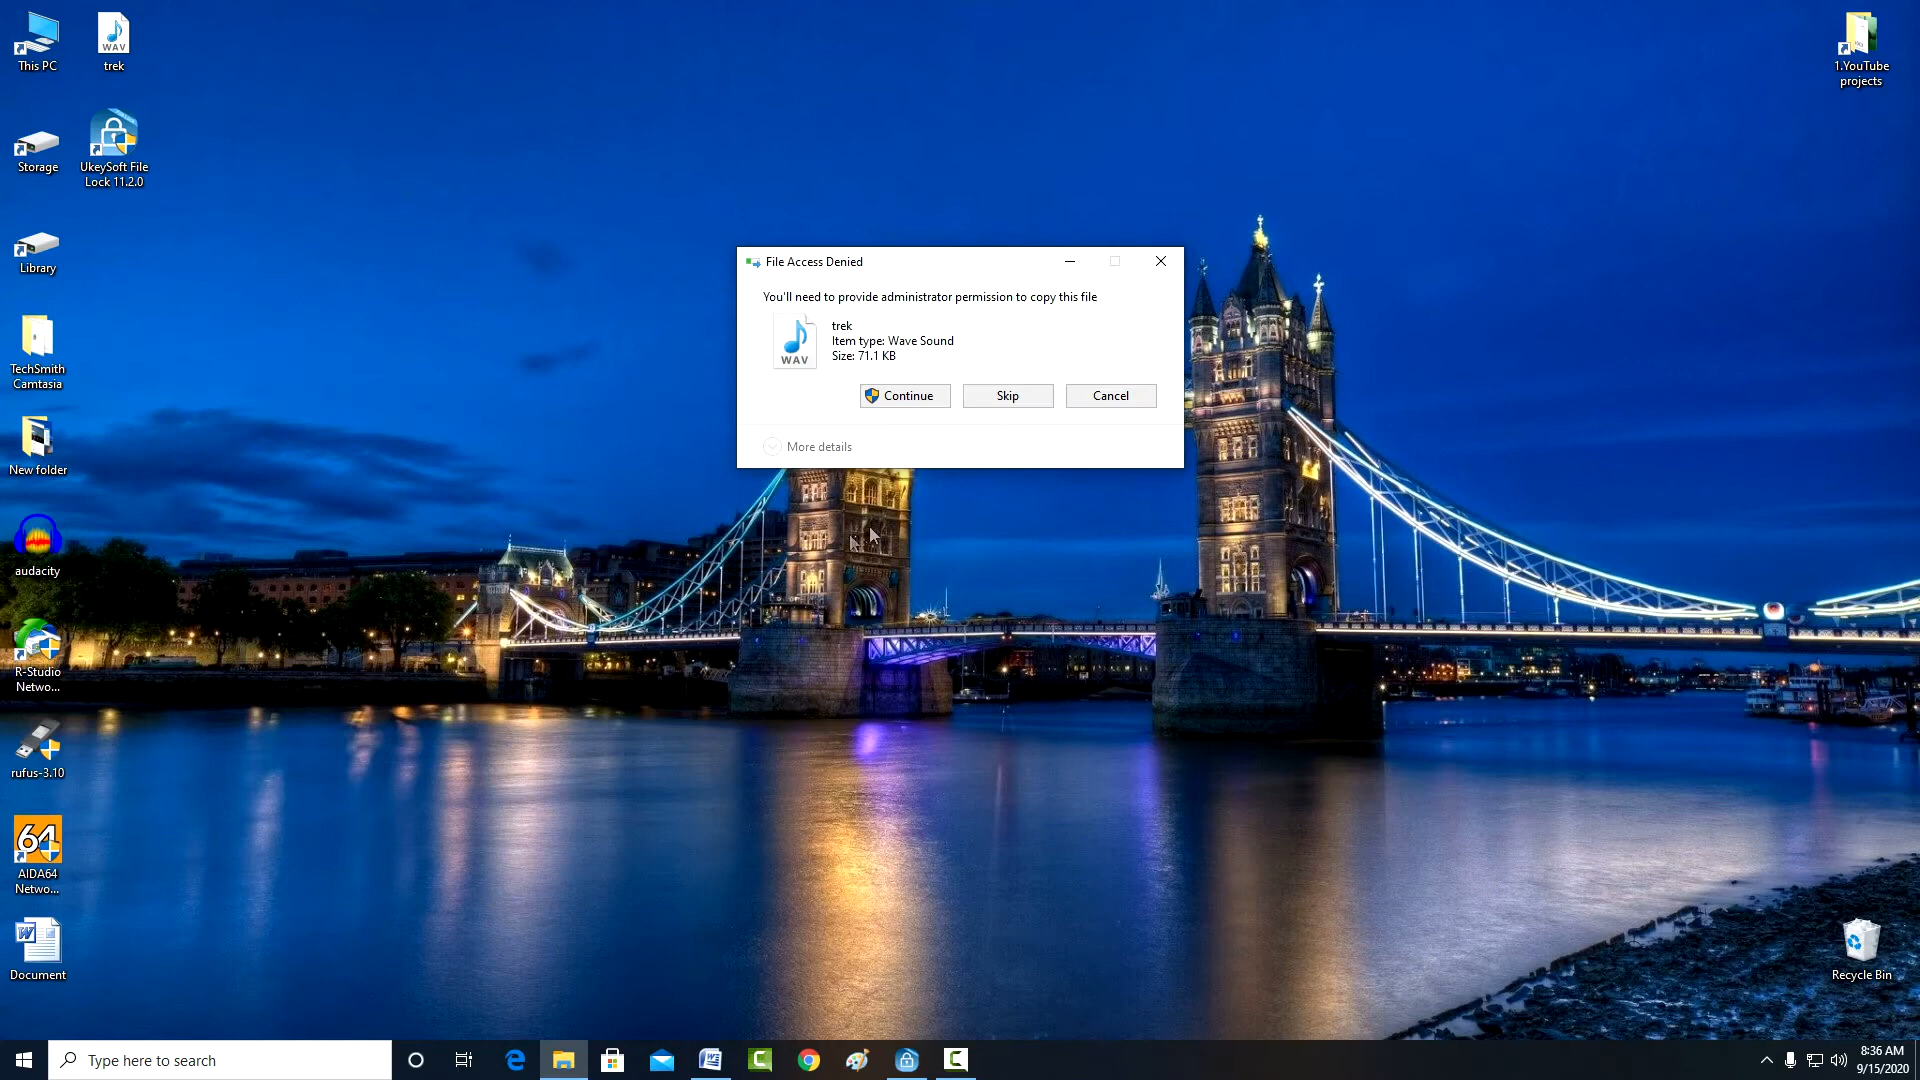 This PC
trek
WAV
Storage
UkeySoft File
Lock 11.2.0
Library
TechSmith
Camtasia
New folder
audacity
R-Studio
Netwo...
rufus-3.10
64
AIDA64
Netwo...
Document
1.YouTube
projects
Recycle Bin
File Access Denied
You'll need to provide administrator permission to copy this file
WAV
trek
Item type: Wave Sound
Size: 71.1 KB
Continue
Skip
Cancel
More details
Type here to search
8:36 AM
9/15/2020